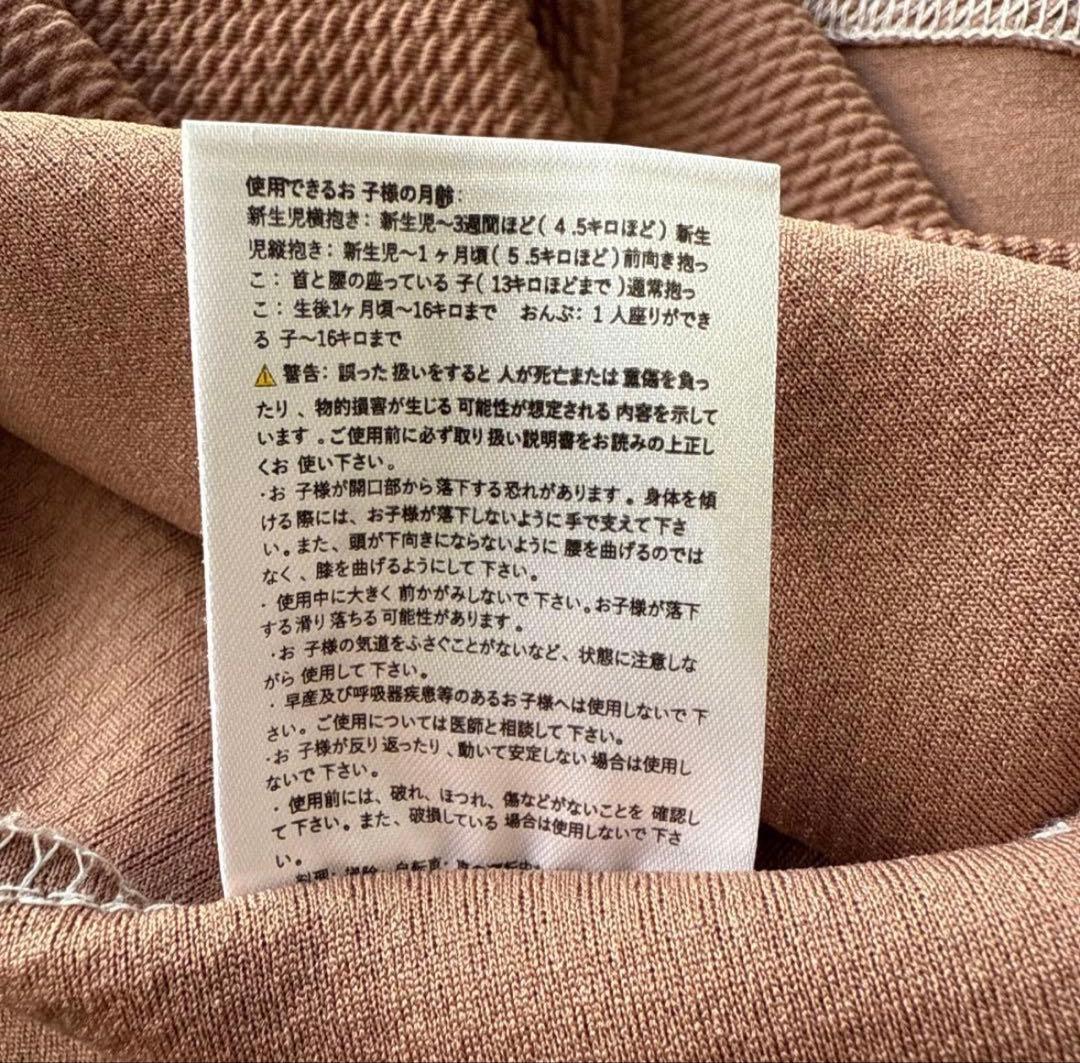 使用できるお 子様の月齢:
新生児横抱き: 新生児〜3週間ほど( 4 .5キロほど) 新生
児縦抱き: 新生児〜1ヶ月頃( 5 .5キロほど)前向き抱っ
こ: 首と腰の座っている 子( 13キロほどまで )通常抱っ
こ: 生後1ヶ月頃〜16キロまで おんぶ: 1 人座りができ
る 子〜16キロまで
⚠ 警告: 誤った 扱いをすると 人が死亡または 重傷を負っ
たり 、物的損害が生じる 可能性が想定される 内容を示して
います 。ご使用前に必ず取り扱い説明書をお読みの上正し
くお 使い下さい。
・お 子様が開口部から落下する恐れがあります 。身体を傾
ける際には、お子様が落下しないように 手で支えて下さ
い。また、頭が下向きにならないように 腰を曲げるのでは
なく 、膝を曲げるようにして下さい。
・使用中に大きく 前かがみしないで下さい。お子様が落下
する滑り落ちる可能性があります 。
・お 子様の気道をふさぐことがないなど、状態に注意しな
がら 使用して 下さい。
・早産及び呼吸器疾患等のあるお子様へは使用しないで 下
さい。ご使用については医師と相談して下さい。
・お 子様が反り返ったり 、動いて安定しない 場合は使用し
ないで 下さい。
・使用前には、破れ、ほつれ、傷などがないことを 確認し
て下さい。また、破損している 場合は使用しないで 下さ
い。
料理; 掃除、自転車;